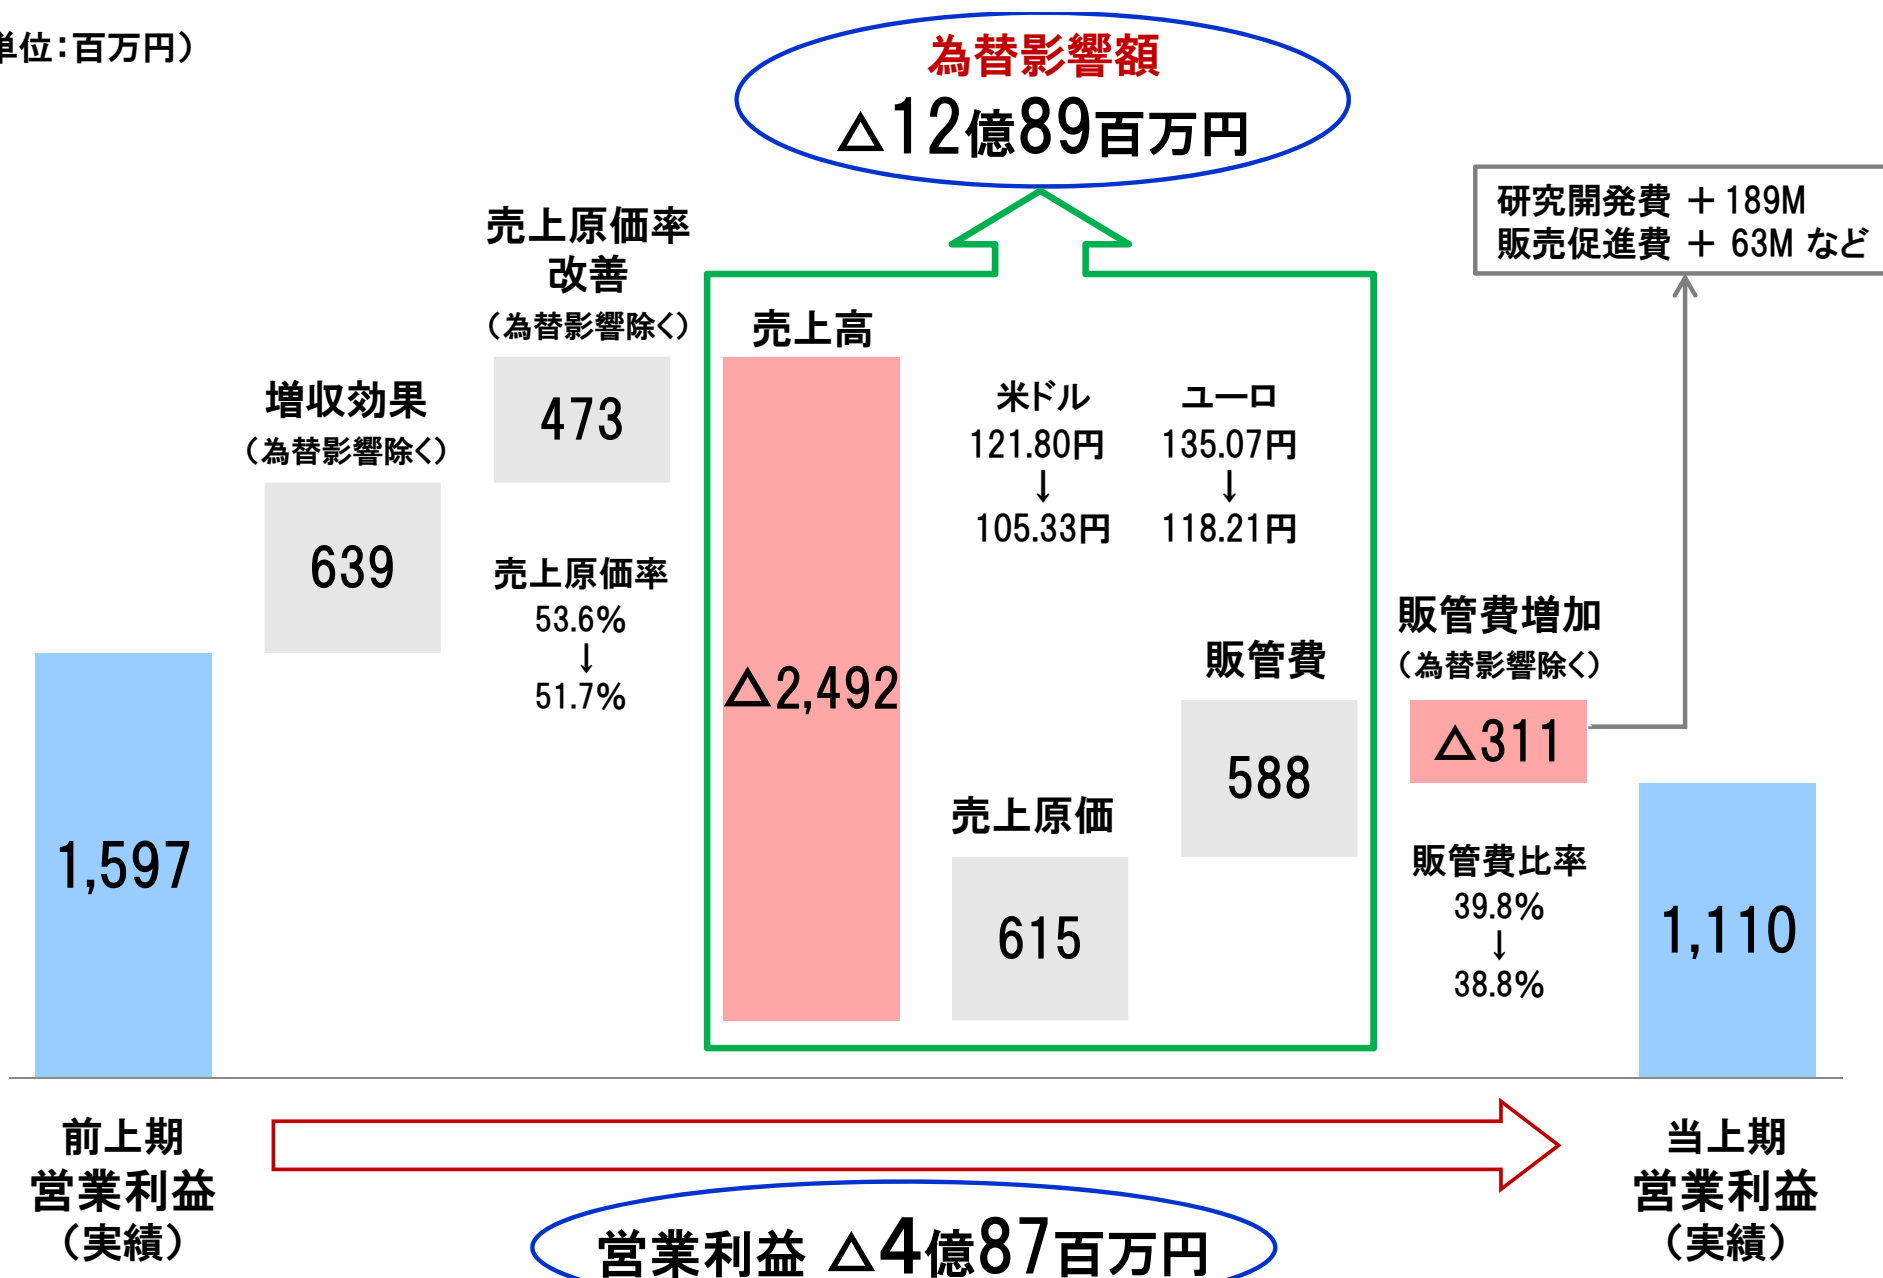 単位：百万円）
為替影響額
△12億89百万円
研究開発費 ＋189M
販売促進費 ＋ 63M など
売上原価率
改善
（為替影響除く）
473
増収効果
（為替影響除く）
639
売上原価率
53.6%
↓
51.7%
売上高
△2,492
米ドル
121.80円
↓
105.33円
ユーロ
135.07円
↓
118.21円
売上原価
615
販管費
588
販管費増加
（為替影響除く）
△311
販管費比率
39.8%
↓
38.8%
1,597
1,110
前上期
営業利益
（実績）
当上期
営業利益
（実績）
営業利益 △4億87百万円